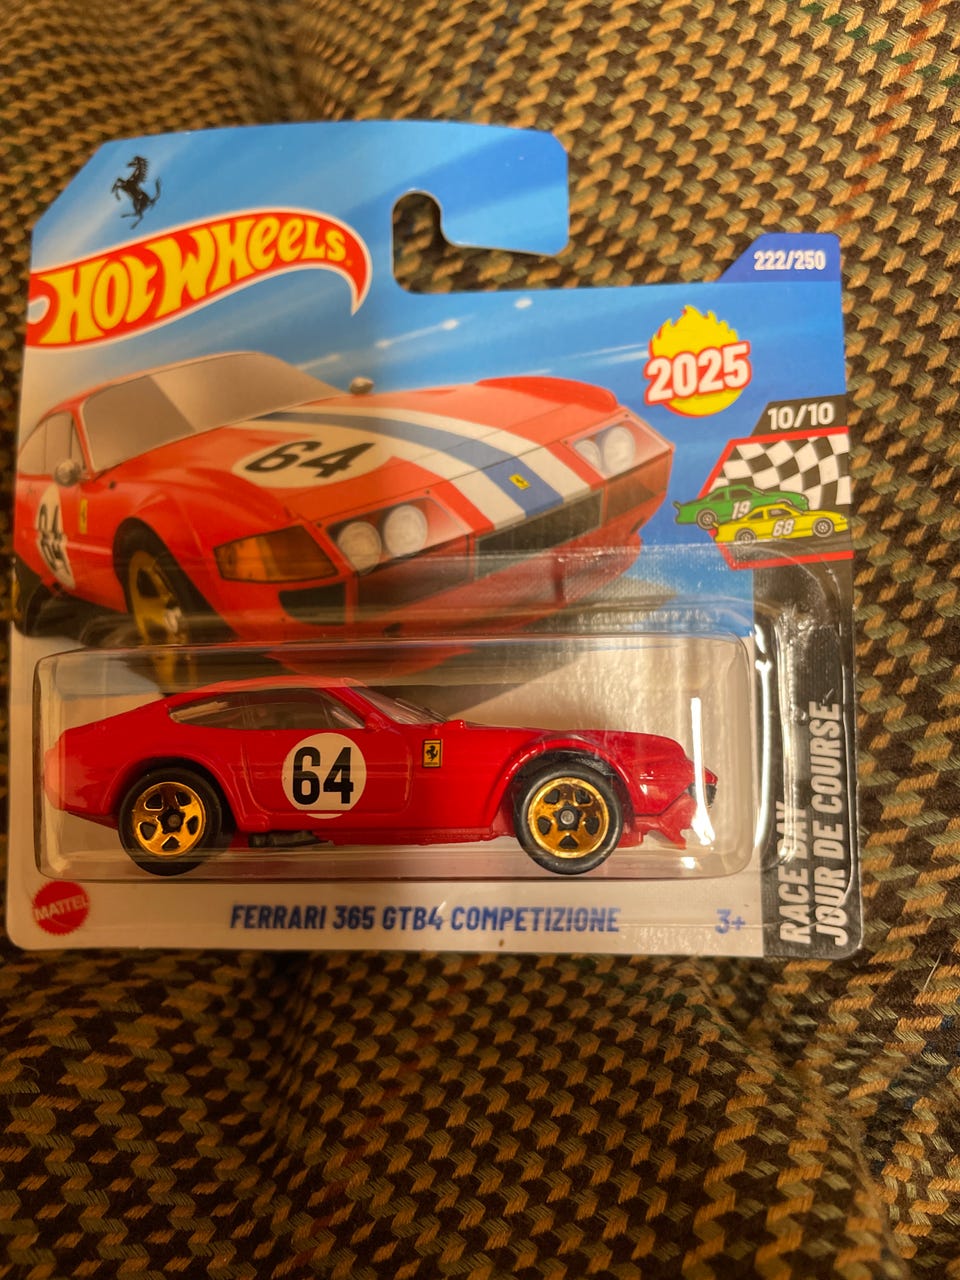 HOT WHEELS
222/250
2025
10/10
64
64
19
68
64
MATTEL
FERRARI 365 GTB4 COMPETIZIONE
3+
RACE DAY
JOUR DE COURSE